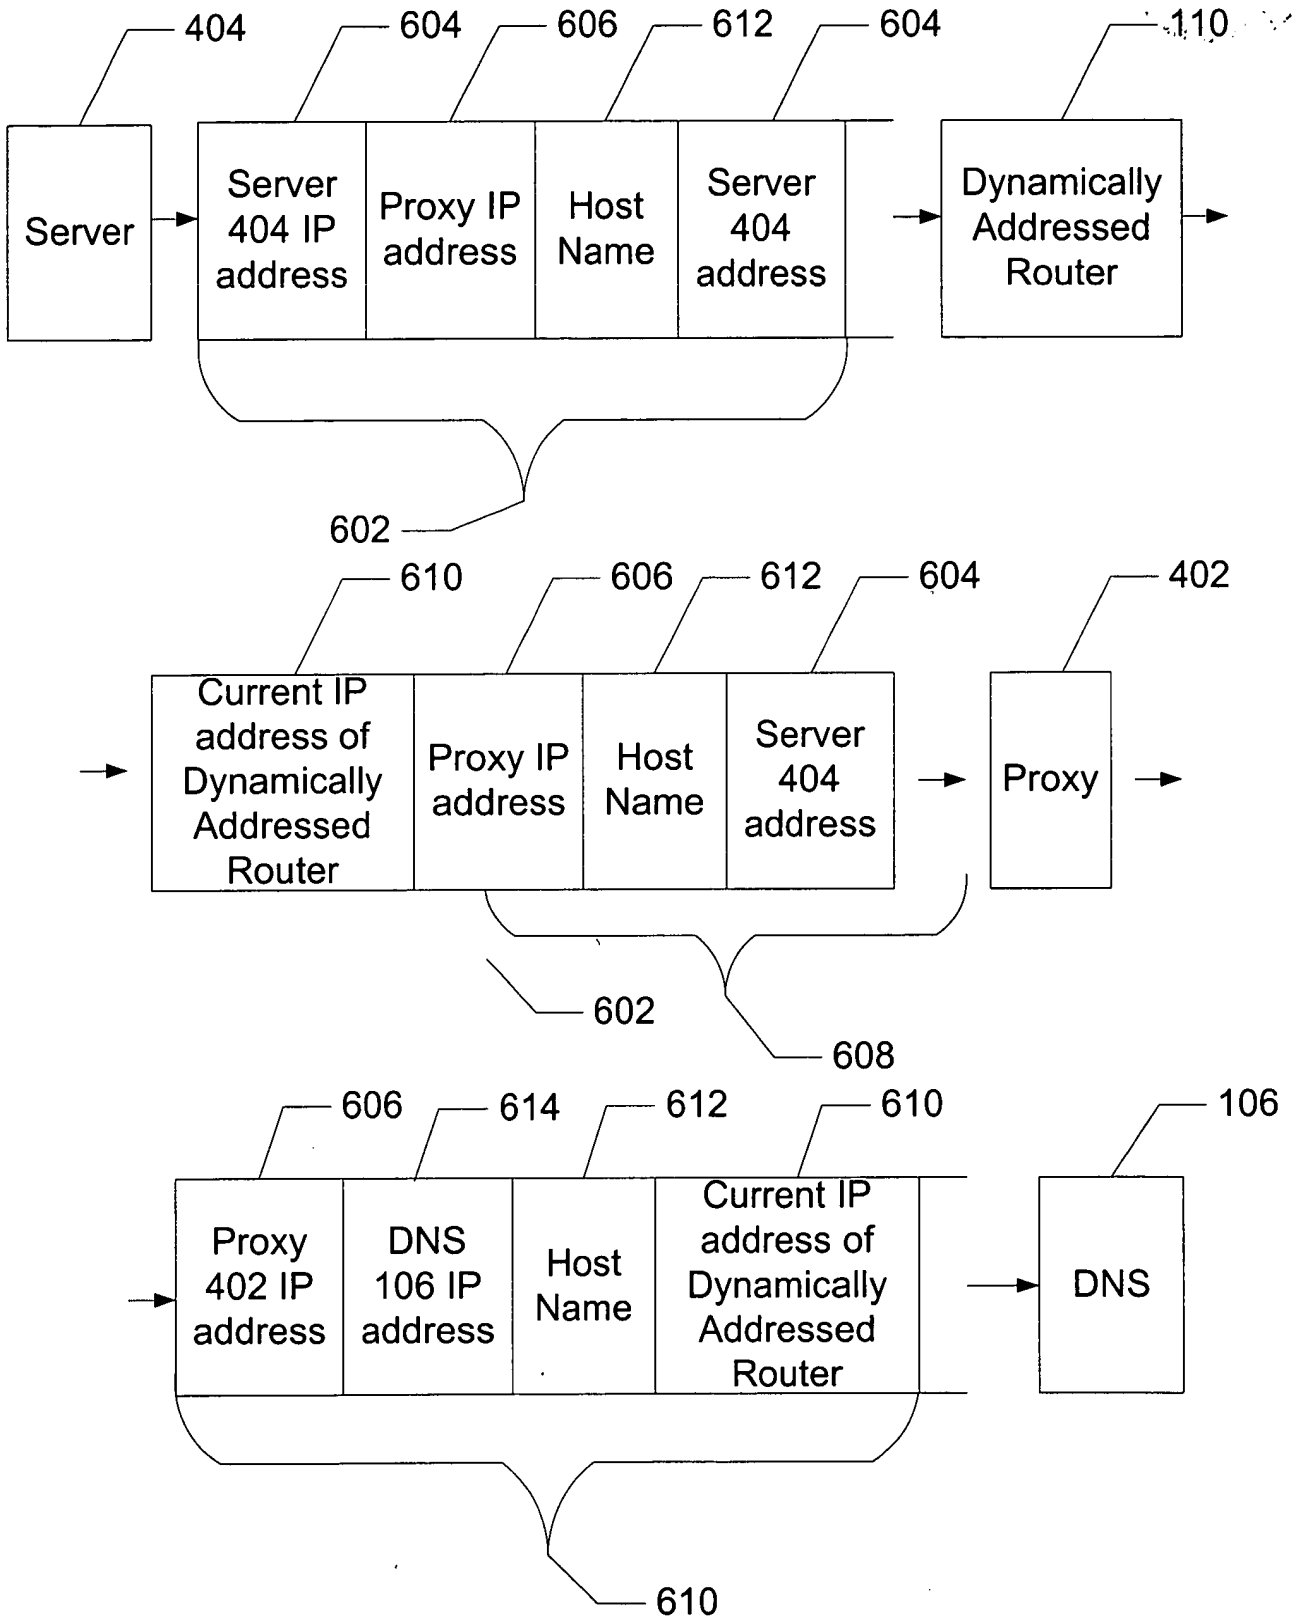 404
604
606
612
604
110
Server
Server
404 IP
address
Proxy IP
address
Host
Name
Server
404
address
Dynamically
Addressed
Router
602
610
606
612
604
402
Current IP
address of
Dynamically
Addressed
Router
Proxy IP
address
Host
Name
Server
404
address
Proxy
602
608
606
614
612
610
106
Proxy
402 IP
address
DNS
106 IP
address
Host
Name
Current IP
address of
Dynamically
Addressed
Router
DNS
610